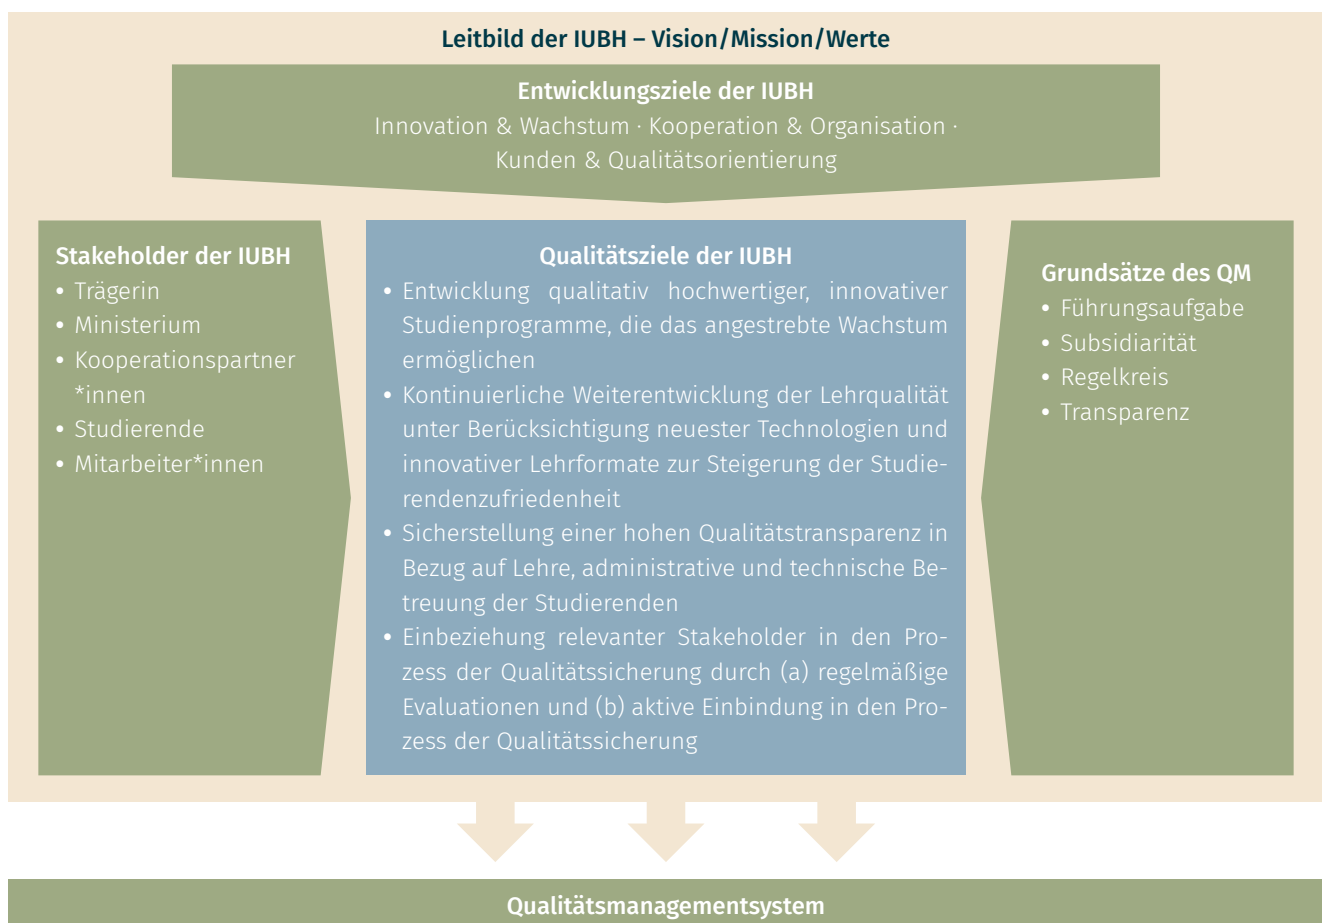 Leitbild der IUBH – Vision/Mission/Werte
Entwicklungsziele der IUBH
Innovation & Wachstum · Kooperation & Organisation ·
Kunden & Qualitätsorientierung
Stakeholder der IUBH
• Trägerin
• Ministerium
• Kooperationspartner
*innen
• Studierende
• Mitarbeiter*innen
Qualitätsziele der IUBH
• Entwicklung qualitativ hochwertiger, innovativer
Studienprogramme, die das angestrebte Wachstum
ermöglichen
• Kontinuierliche Weiterentwicklung der Lehrqualität
unter Berücksichtigung neuester Technologien und
innovativer Lehrformate zur Steigerung der Studie-
rendenzufriedenheit
• Sicherstellung einer hohen Qualitätstransparenz in
Bezug auf Lehre, administrative und technische Be-
treuung der Studierenden
• Einbeziehung relevanter Stakeholder in den Pro-
zess der Qualitätssicherung durch (a) regelmäßige
Evaluationen und (b) aktive Einbindung in den Pro-
zess der Qualitätssicherung
Grundsätze des QM
• Führungsaufgabe
• Subsidiarität
• Regelkreis
• Transparenz
Qualitätsmanagementsystem